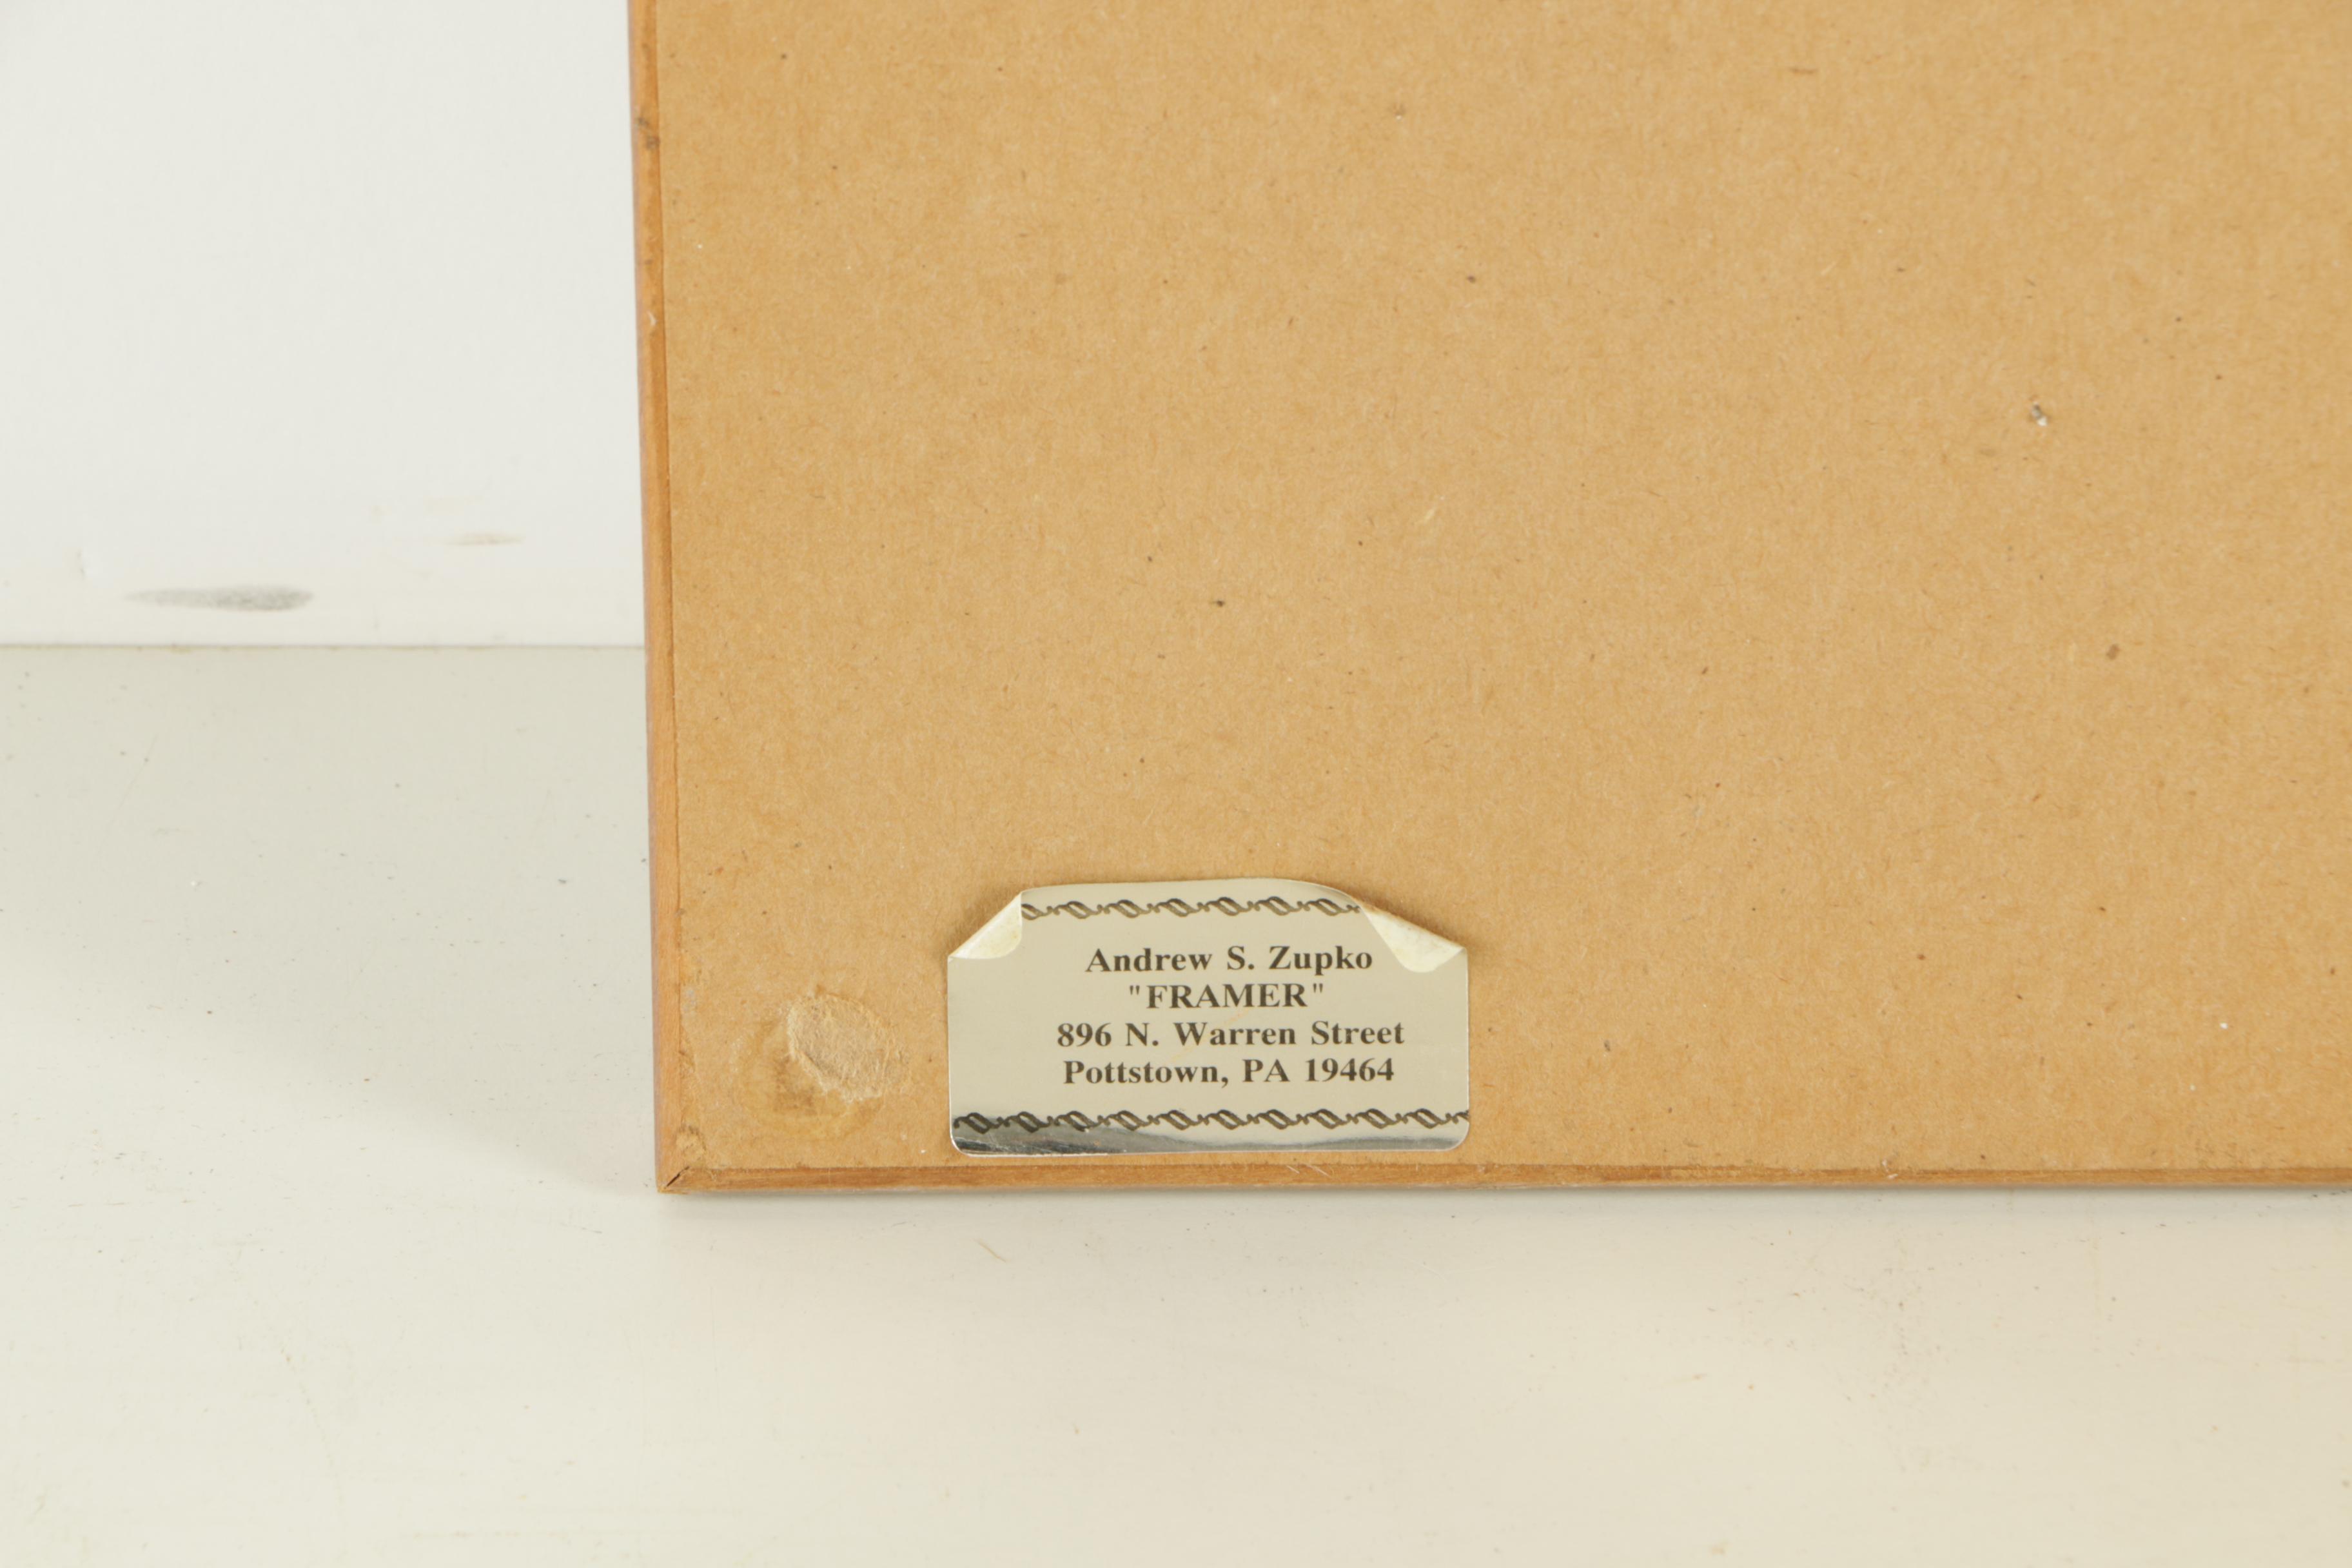 Andrew S. Zupko
"FRAMER"
896 N. Warren Street
Pottstown, PA 19464